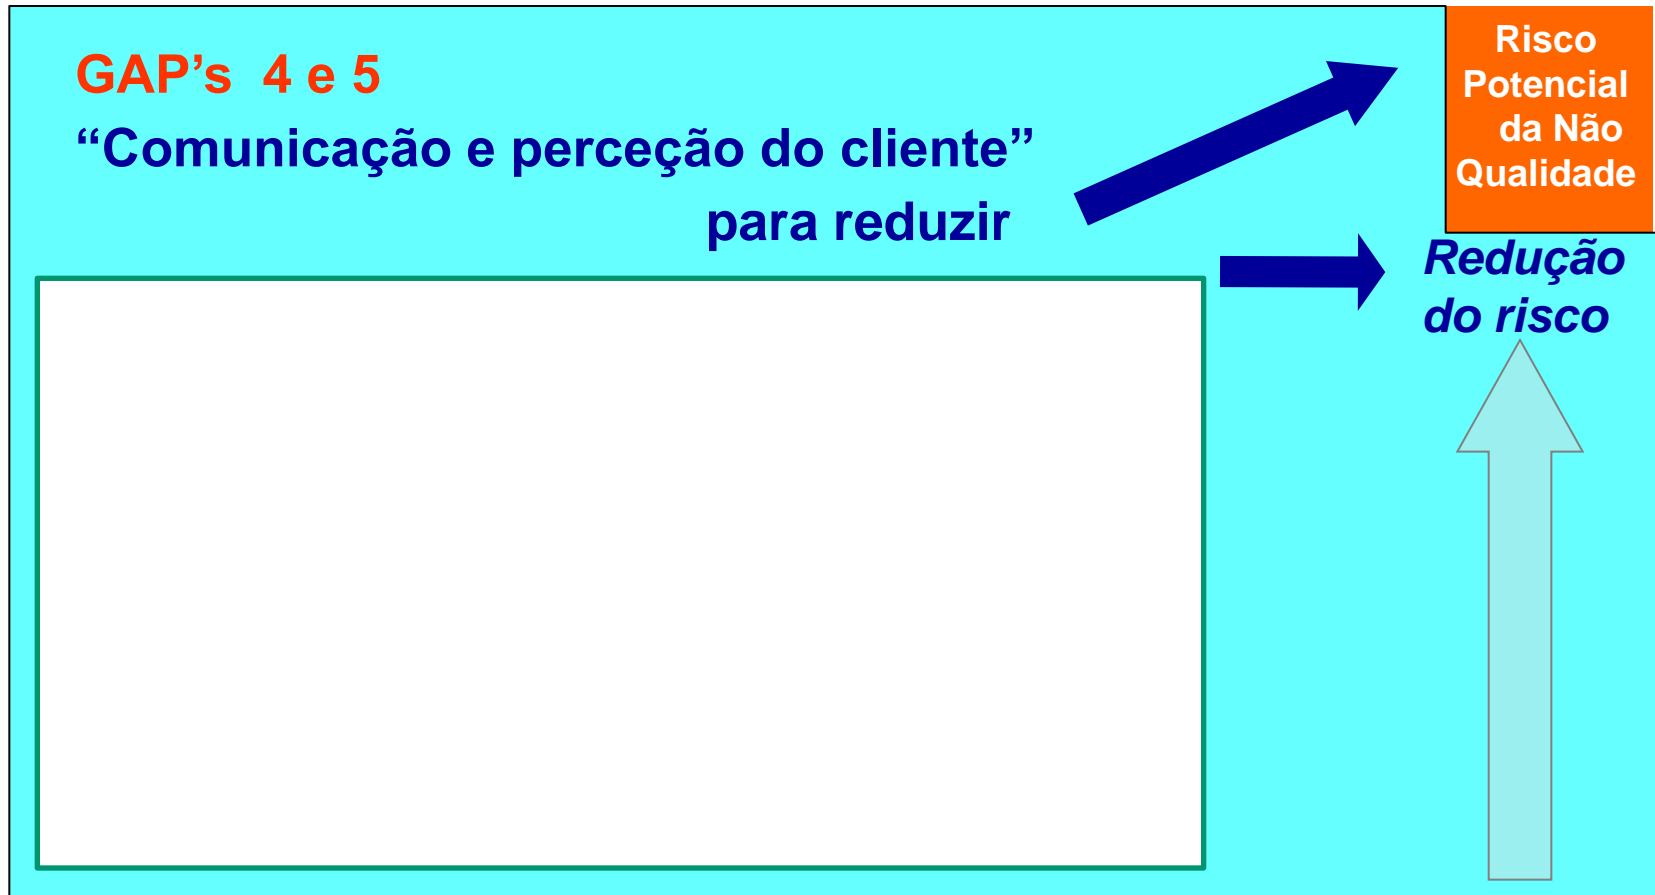 GAP’s  4 e 5
“Comunicação e perceção do cliente”
para reduzir
Risco
Potencial
da Não
Qualidade
Redução
do risco